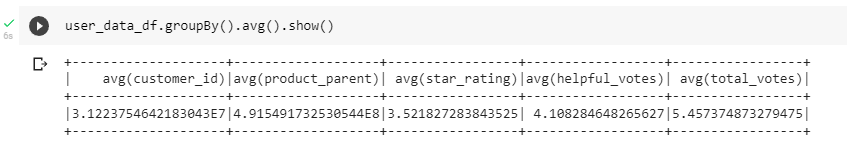 user_data_df.groupBy().avg().show()
6s
+--------------------+-------------------+-----------------+------------------+-----------------+
|    avg(customer_id)|avg(product_parent)| avg(star_rating)|avg(helpful_votes)| avg(total_votes)|
+--------------------+-------------------+-----------------+------------------+-----------------+
|3.1223754642183043E7|4.915491732530544E8|3.521827283843525| 4.108284648265627|5.457374873279475|
+--------------------+-------------------+-----------------+------------------+-----------------+